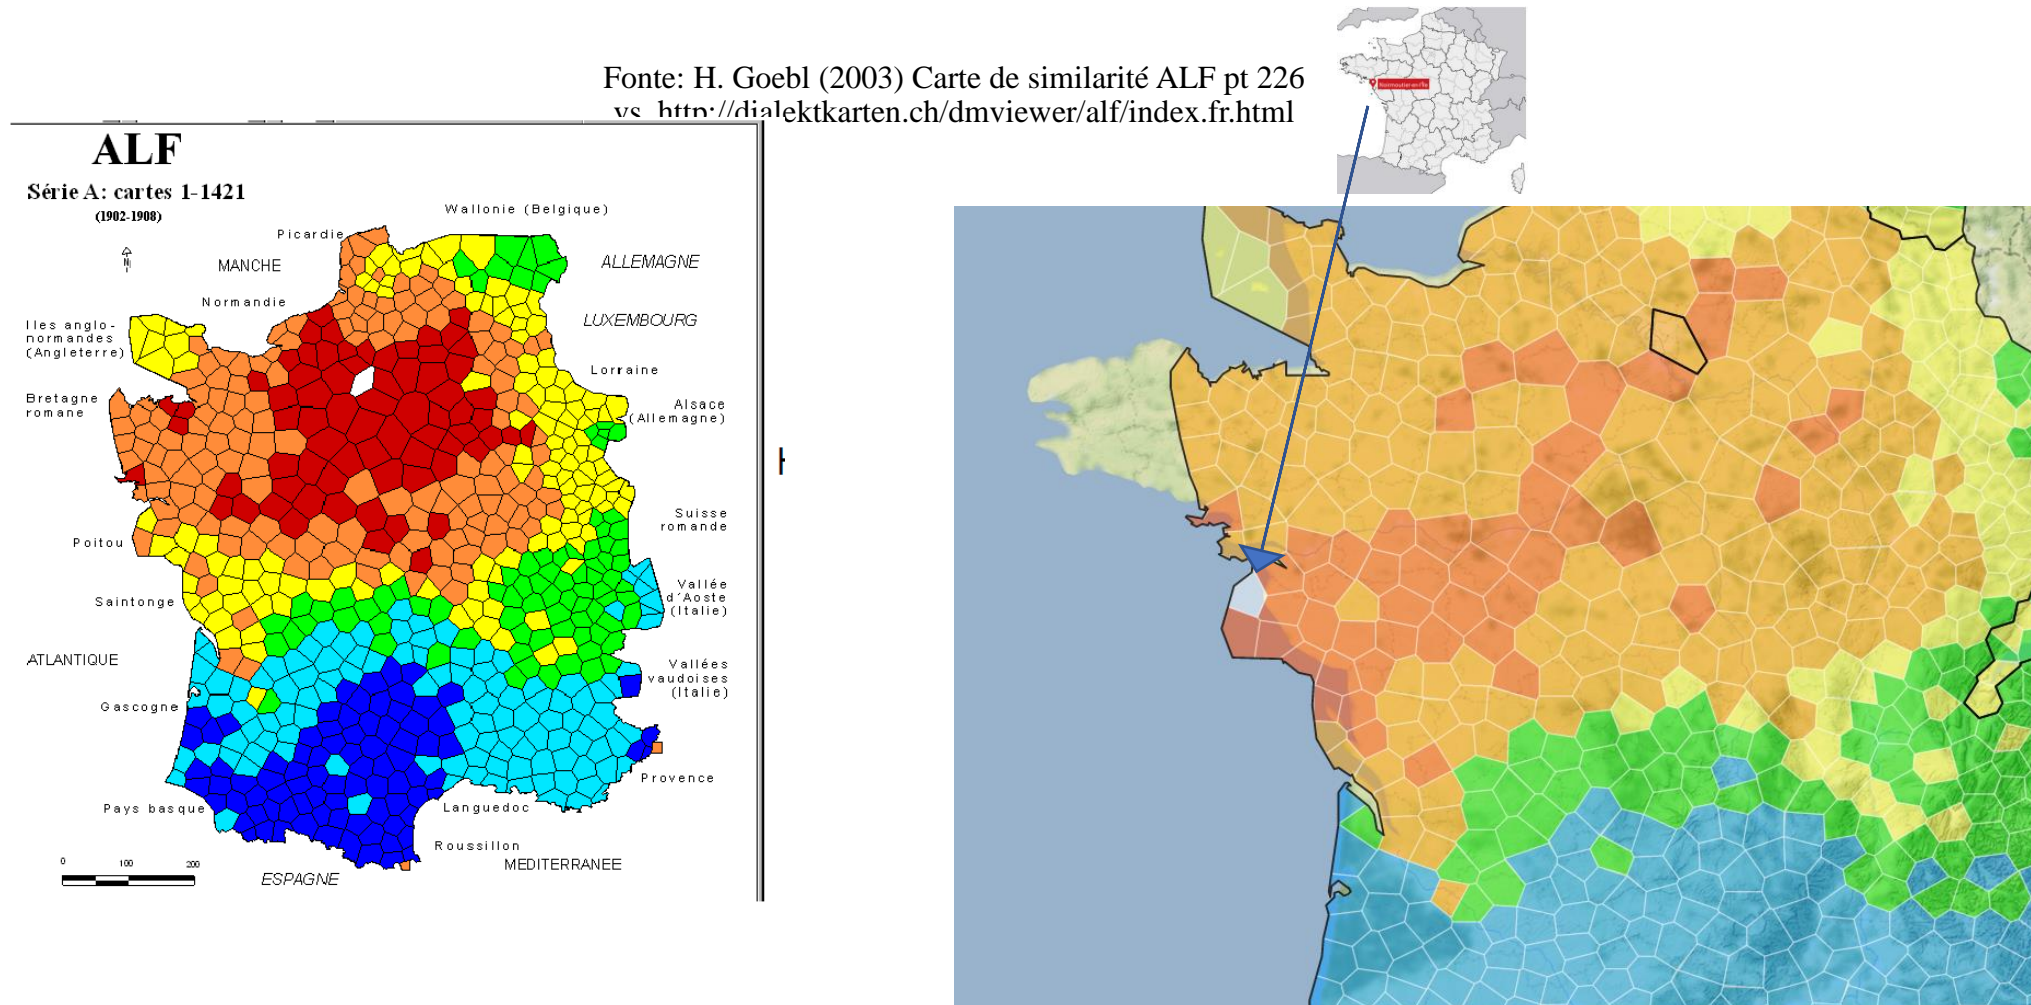 Fonte: H. Goebl (2003) Carte de similarité ALF pt 226
vs http://dialektkarten.ch/dmviewer/alf/index.fr.html
ALF
Série A: cartes 1-1421
(1902-1908)
N
Wallonie (Belgique)
Picardie
MANCHE
ALLEMAGNE
Normandie
Iles anglo-
normandes
(Angleterre)
LUXEMBOURG
Lorraine
Bretagne
romane
Alsace
(Allemagne)
Suisse
romande
Poitou
Vallée
d'Aoste
(Italie)
Saintonge
ATLANTIQUE
Vallées
vaudoises
(Italie)
Gascogne
Provence
Pays basque
Languedoc
Roussillon
MEDITERRANEE
ESPAGNE
0 100 200